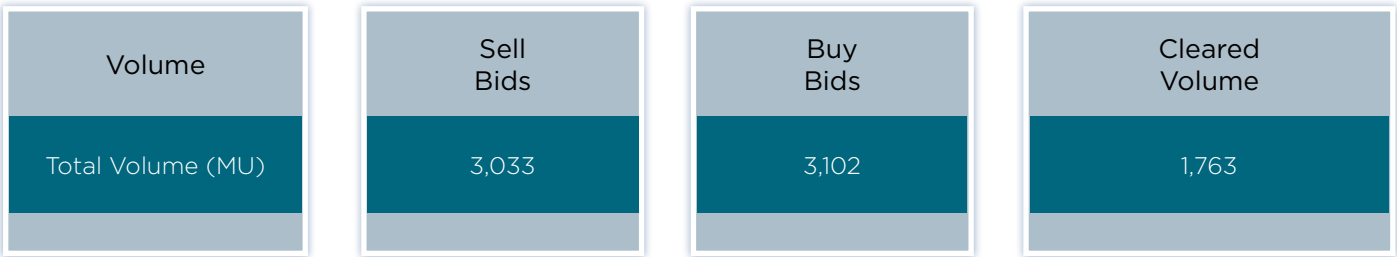 Volume
Sell
Bids
Buy
Bids
Cleared
Volume
Total Volume (MU)
3,033
3,102
1,763